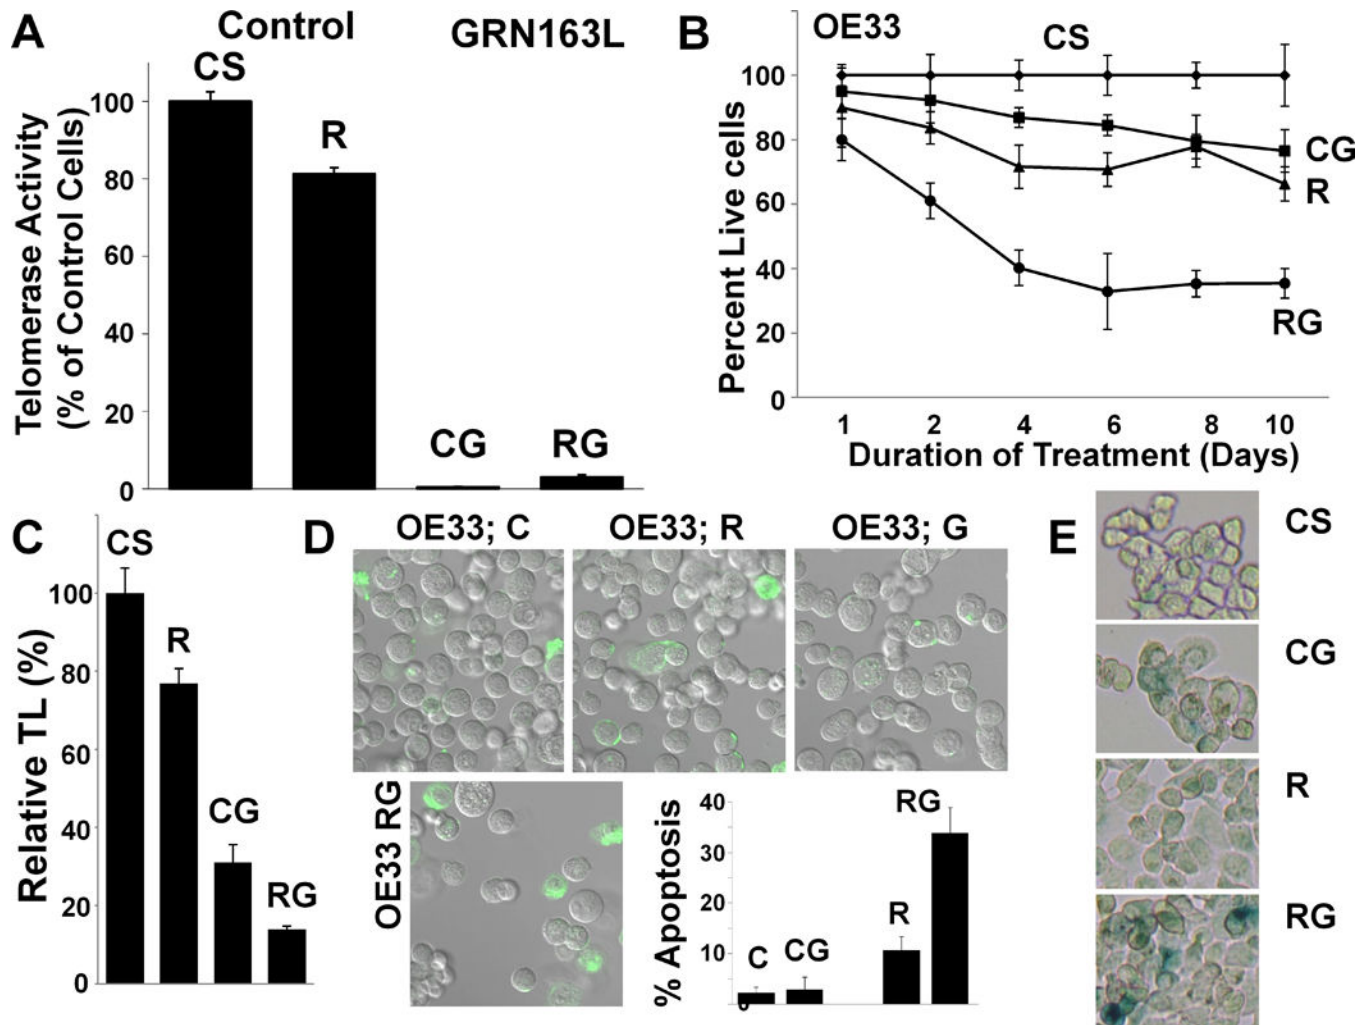 A
Control
GRN163L
CS
R
CG
RG
Telomerase Activity
(% of Control Cells)
100
80
60
40
20
0
B
OE33
CS
CG
R
RG
Percent Live cells
100
80
60
40
20
0
1 2 4 6 8 10
Duration of Treatment (Days)
C
CS
R
CG
RG
Relative TL (%)
100
80
60
40
20
0
D
OE33; C
OE33; R
OE33; G
OE33 RG
% Apoptosis
40
30
20
10
0
C
CG
R
RG
E
CS
CG
R
RG